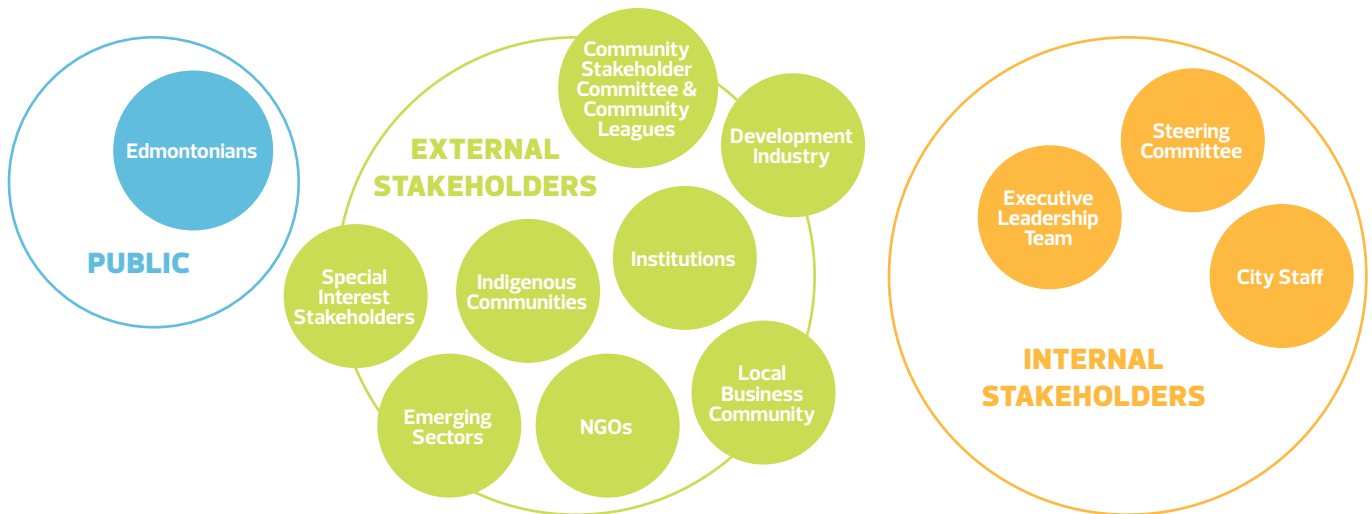 Edmontonians
PUBLIC
EXTERNAL
STAKEHOLDERS
Community
Stakeholder
Committee &
Community
Leagues
Development
Industry
Special
Interest
Stakeholders
Indigenous
Communities
Institutions
Emerging
Sectors
NGOs
Local
Business
Community
Executive
Leadership
Team
Steering
Committee
City Staff
INTERNAL
STAKEHOLDERS